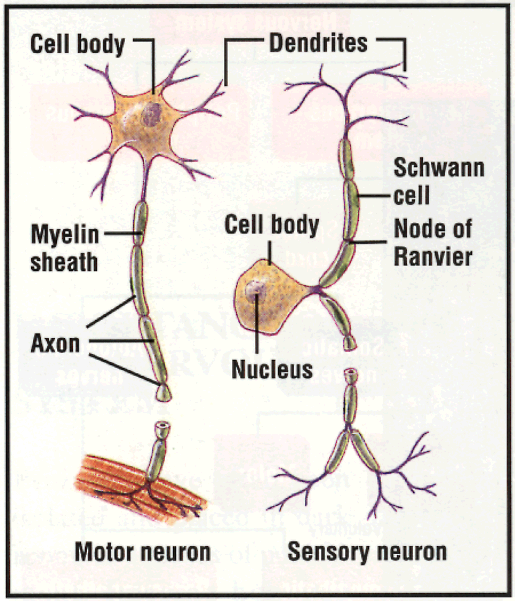 Cell body
Dendrites
Schwann
cell
Myelin
sheath
Cell body
Node of
Ranvier
Axon
Nucleus
Motor neuron
Sensory neuron